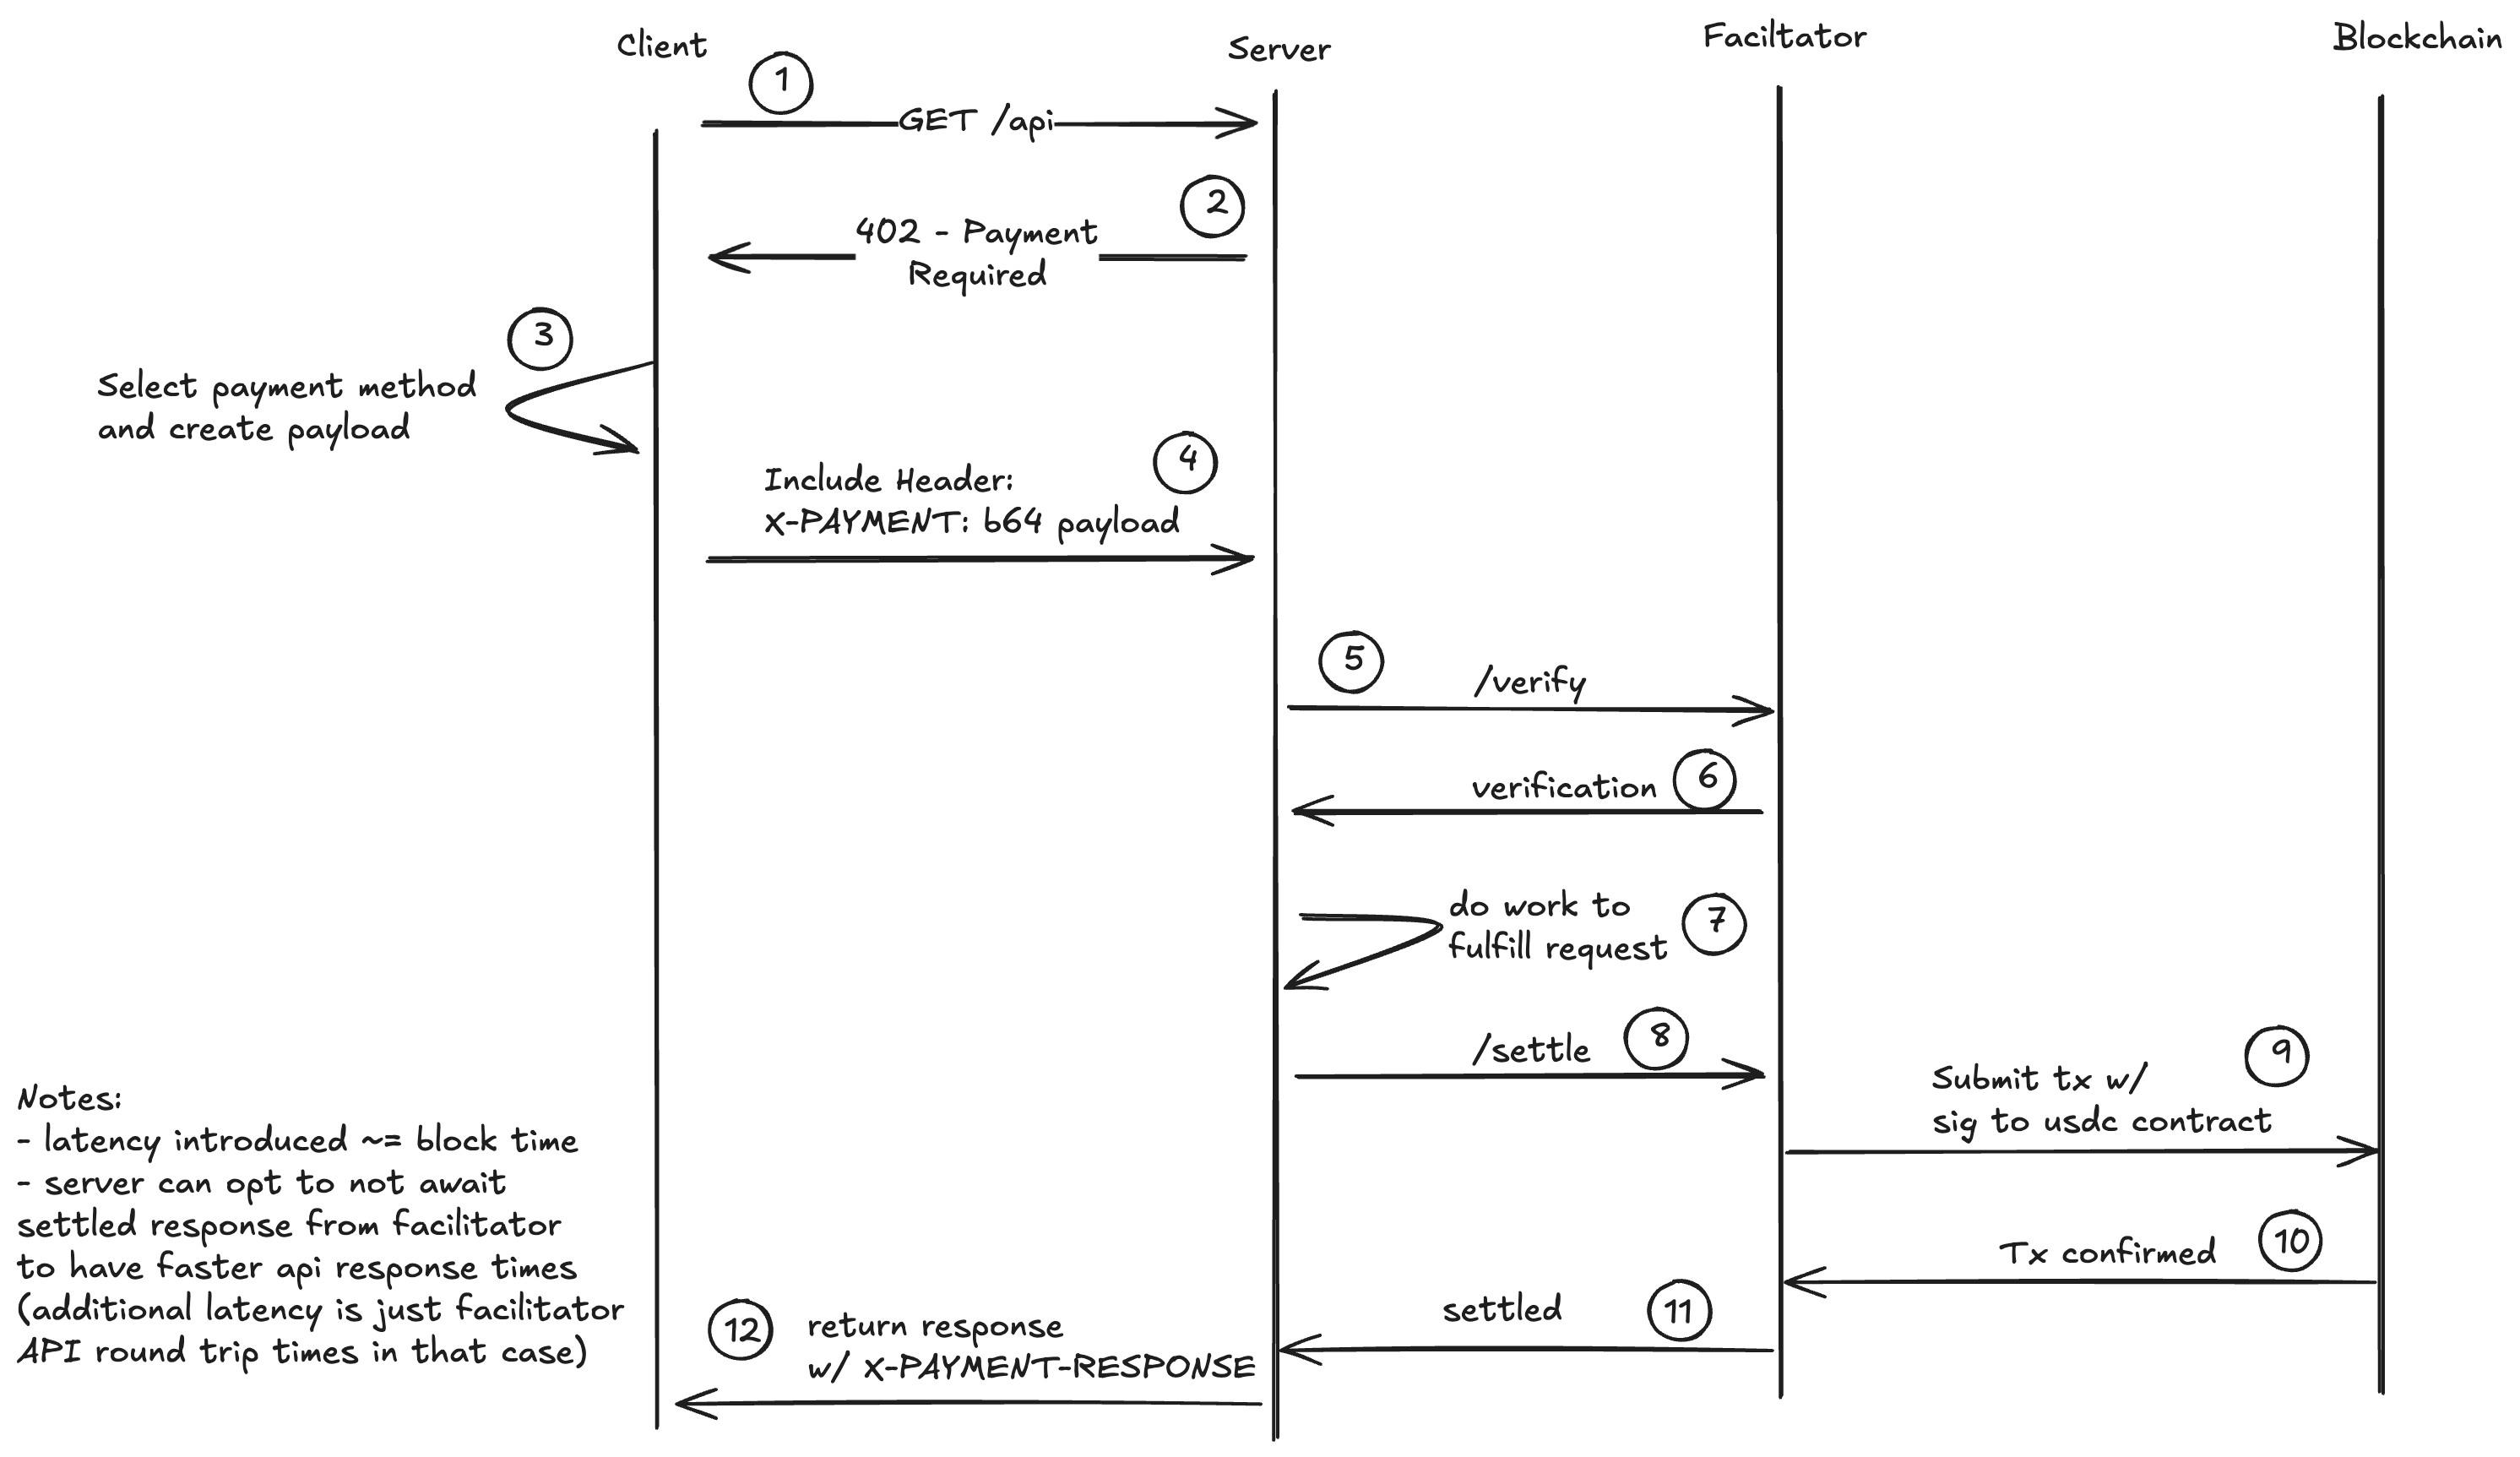 Client
Server
Faciltator
Blockchain
1
GET /api
2
402 - Payment
Required
3
Select payment method
and create payload
4
Include Header:
X-PAYMENT: b64 payload
5
/verify
verification
6
do work to
fulfill request
7
/settle
8
Submit tx w/
sig to usdc contract
9
Tx confirmed
10
settled
11
12
return response
w/ X-PAYMENT-RESPONSE
Notes:
- latency introduced ~= block time
- server can opt to not await
settled response from facilitator
to have faster api response times
(additional latency is just facilitator
API round trip times in that case)